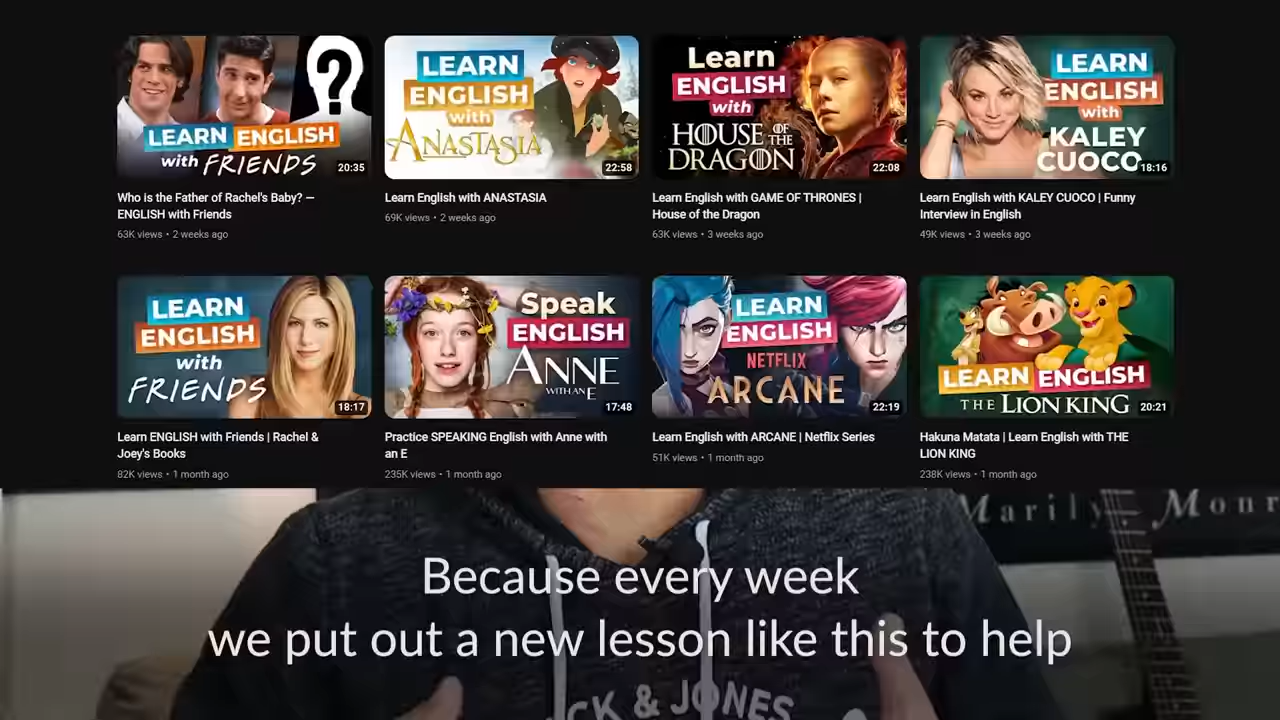 LEARN ENGLISH
with FRIENDS
20:35
Who is the Father of Rachel's Baby? —
ENGLISH with Friends
63K views • 2 weeks ago
LEARN
ENGLISH
with
ANASTASIA
22:58
Learn English with ANASTASIA
69K views • 2 weeks ago
Learn
ENGLISH
with
HOUSE OF THE
DRAGON
22:08
Learn English with GAME OF THRONES |
House of the Dragon
63K views • 3 weeks ago
LEARN
ENGLISH
with
KALEY
CUOCO
18:16
Learn English with KALEY CUOCO | Funny
Interview in English
49K views • 3 weeks ago
LEARN
ENGLISH
with
FRIENDS
18:17
Learn ENGLISH with Friends | Rachel &
Joey's Books
82K views • 1 month ago
Speak
ENGLISH
ANNE
WITH AN E
17:48
Practice SPEAKING English with Anne with
an E
235K views • 1 month ago
LEARN
ENGLISH
NETFLIX
ARCANE
22:19
Learn English with ARCANE | Netflix Series
51K views • 1 month ago
LEARN ENGLISH
THE LION KING
20:21
Hakuna Matata | Learn English with THE
LION KING
238K views • 1 month ago
Because every week
we put out a new lesson like this to help
& JONES